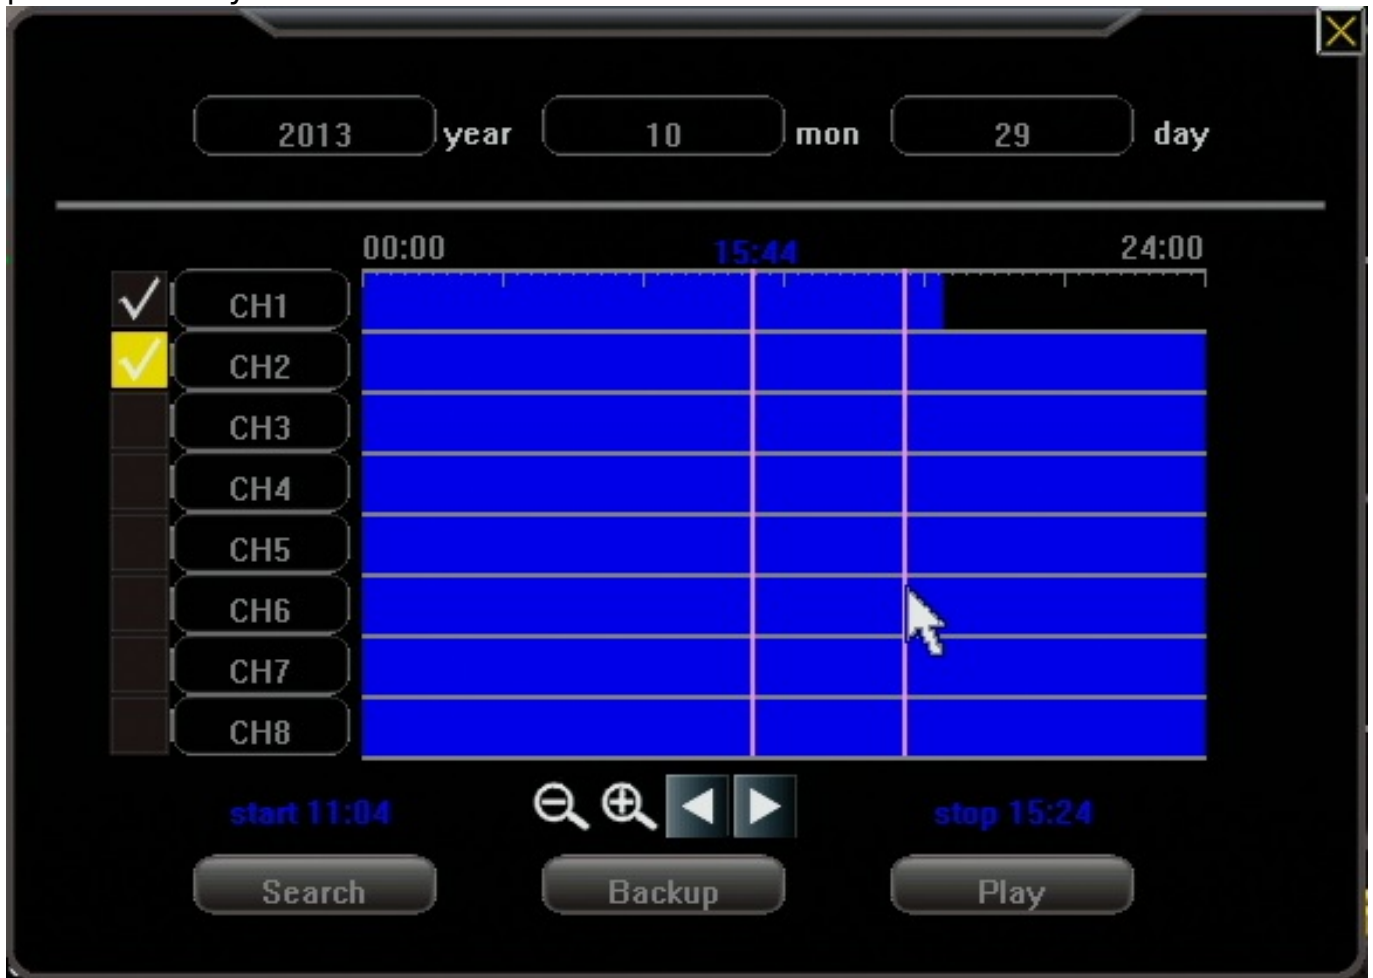 2013 year 10 mon 29 day
00:00 15:44 24:00
CH1
CH2
CH3
CH4
CH5
CH6
CH7
CH8
start 11:04 stop 15:24
Search Backup Play